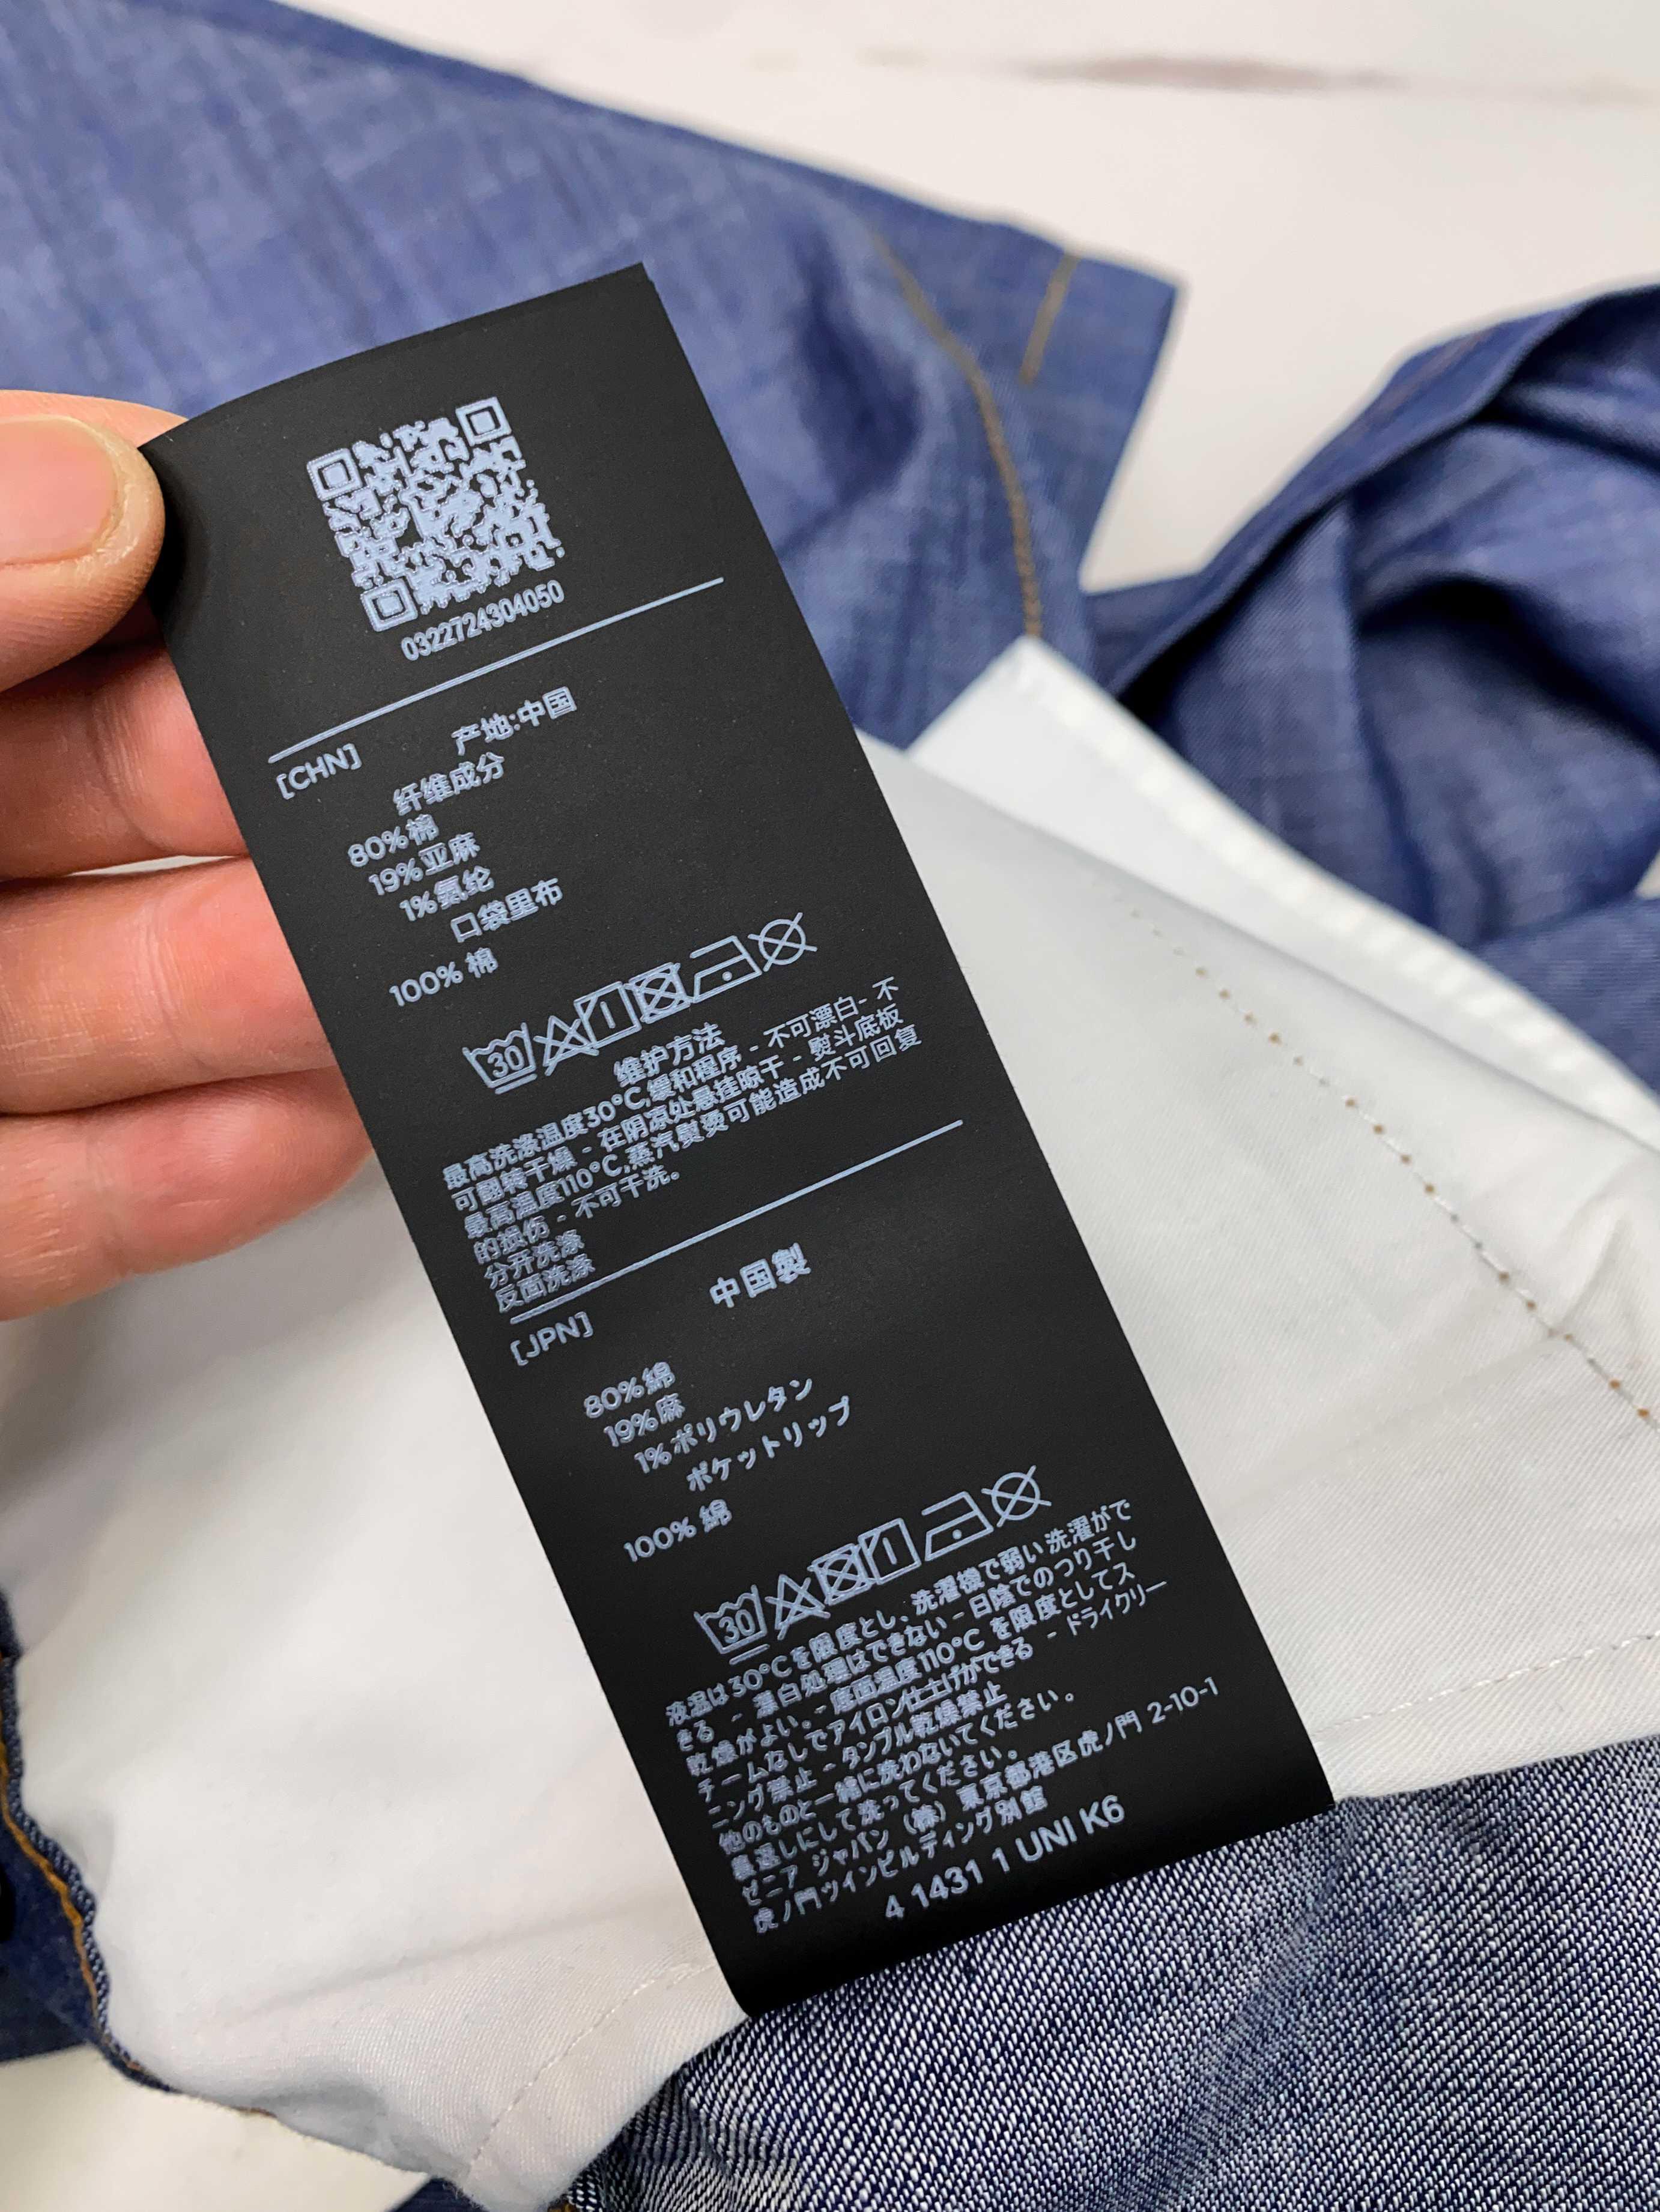 0322724304050
[CHN] 产地:中国
纤维成分
80%棉
19%亚麻
1%氨纶
口袋里布
100% 棉
30
维护方法
最高洗涤温度30°C,缓和程序 - 不可漂白- 不
可翻转干燥 - 在阴凉处悬挂晾干 - 熨斗底板
最高温度110°C,蒸汽熨烫可能造成不可回复
的损伤 - 不可干洗。
分开洗涤
反面洗涤
[JPN] 中国製
80%綿
19%麻
1%ポリウレタン
ポケットリップ
100% 綿
30
液温は30°Cを限度とし、洗濯機で弱い洗濯がで
きる - 漂白処理はできない - 日陰でのつり干し
乾燥がよい。- 底面温度110°C を限度としてス
チームなしでアイロン仕上げができる - ドライクリー
ニング禁止 - タンブル乾燥禁止
他のものと一緒に洗わないでください。
裏返しにして洗ってください。
ゼニア ジャパン (株) 東京都港区虎ノ門 2-10-1
虎ノ門ツインビルディング別館
4 1431 1 UNI K6